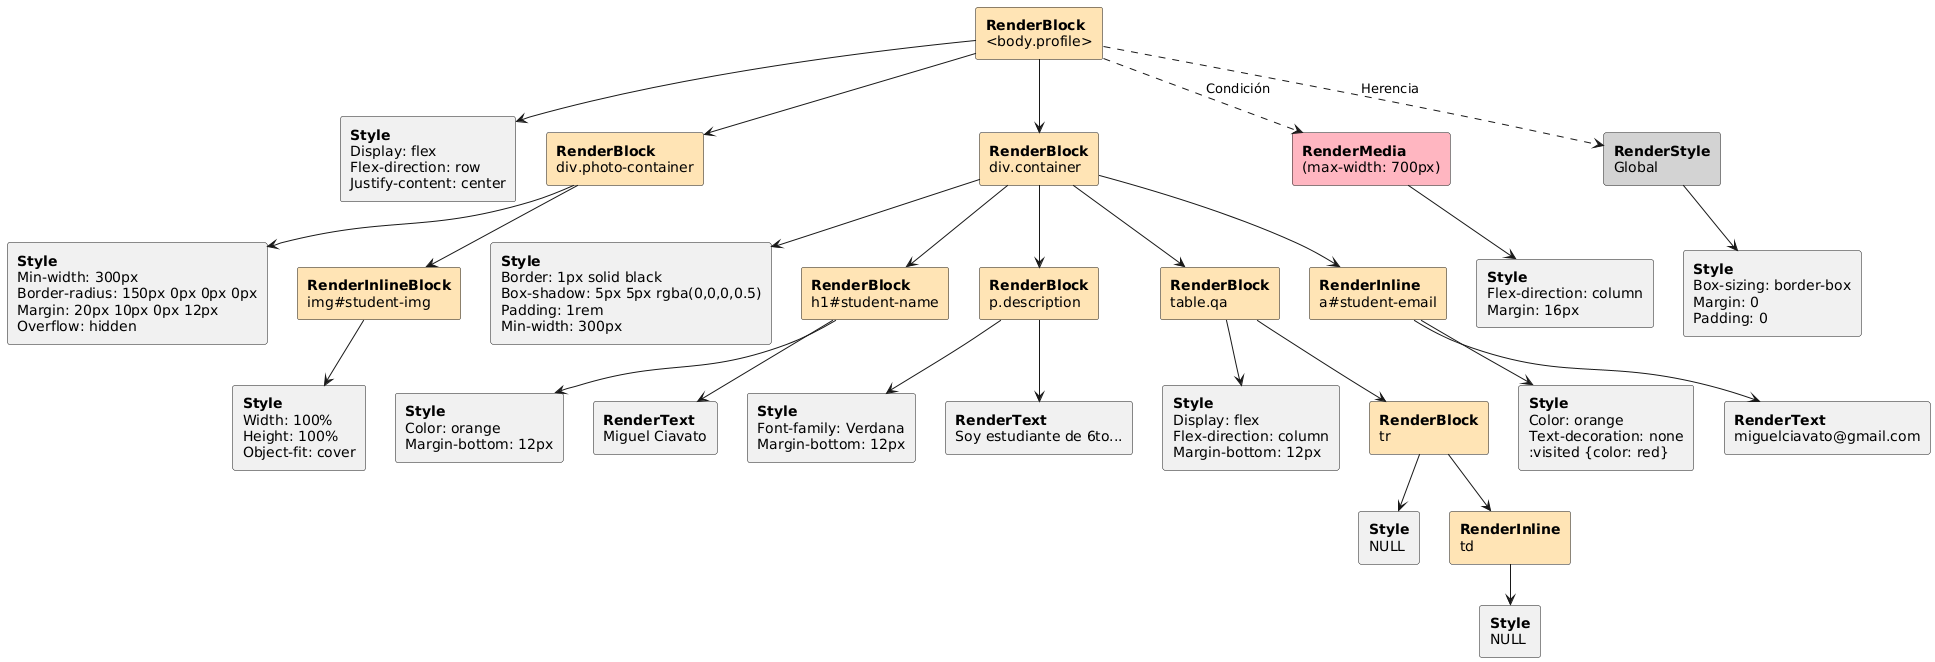 RenderBlock
<body.profile>
Condición
Herencia
Style
Display: flex
Flex-direction: row
Justify-content: center
RenderBlock
div.photo-container
RenderBlock
div.container
RenderMedia
(max-width: 700px)
RenderStyle
Global
Style
Min-width: 300px
Border-radius: 150px 0px 0px 0px
Margin: 20px 10px 0px 12px
Overflow: hidden
RenderInlineBlock
img#student-img
Style
Border: 1px solid black
Box-shadow: 5px 5px rgba(0,0,0,0.5)
Padding: 1rem
Min-width: 300px
RenderBlock
h1#student-name
RenderBlock
p.description
RenderBlock
table.qa
RenderInline
a#student-email
Style
Flex-direction: column
Margin: 16px
Style
Box-sizing: border-box
Margin: 0
Padding: 0
Style
Width: 100%
Height: 100%
Object-fit: cover
Style
Color: orange
Margin-bottom: 12px
RenderText
Miguel Ciavato
Style
Font-family: Verdana
Margin-bottom: 12px
RenderText
Soy estudiante de 6to...
Style
Display: flex
Flex-direction: column
Margin-bottom: 12px
RenderBlock
tr
Style
Color: orange
Text-decoration: none
:visited {color: red}
RenderText
miguelciavato@gmail.com
Style
NULL
RenderInline
td
Style
NULL